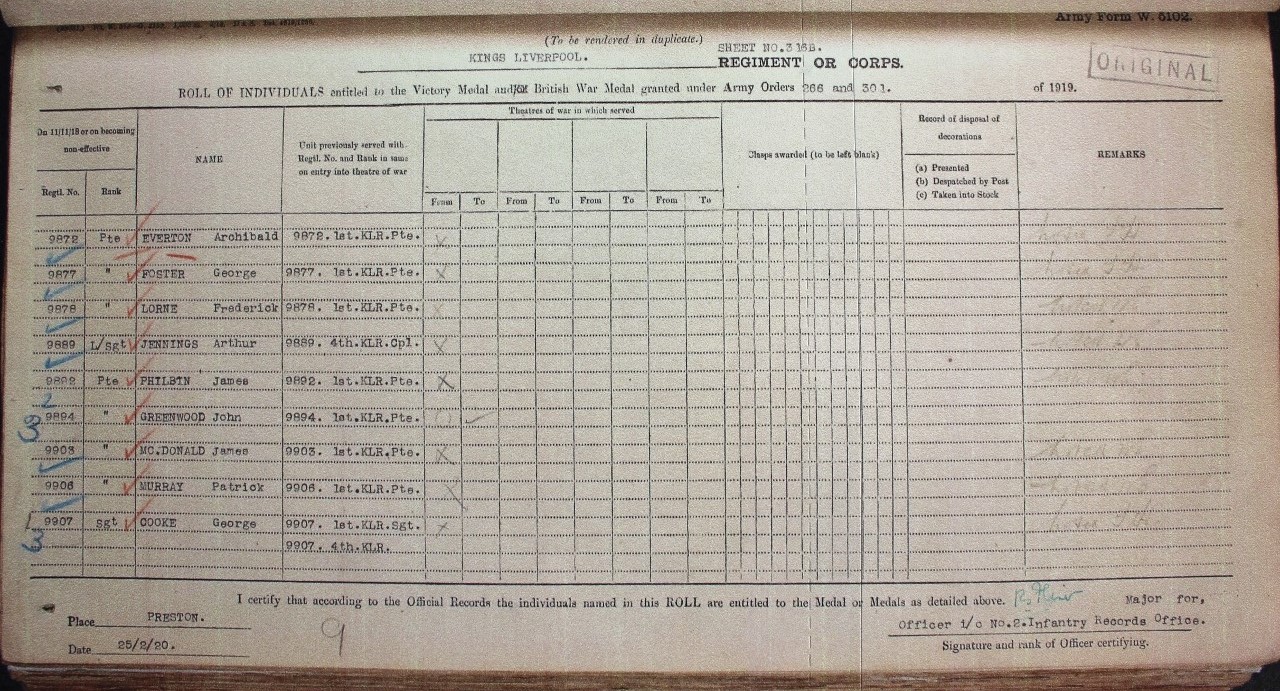 Army Form W. 5102.
(To be rendered in duplicate.)
KINGS LIVERPOOL.
SHEET NO.316B.
REGIMENT OR CORPS.
ORIGINAL
ROLL OF INDIVIDUALS entitled to the Victory Medal and/or British War Medal granted under Army Orders 266 and 301. of 1919.
On 11/11/18 or on becoming non-effective
Regtl. No.
Rank
NAME
Unit previously served with
Regtl. No. and Rank in same
on entry into theatre of war
Theatres of war in which served
From To From To From To From To
Clasps awarded (to be left blank)
Record of disposal of
decorations
(a) Presented
(b) Despatched by Post
(c) Taken into Stock
REMARKS
9872 Pte EVERTON Archibald 9872. 1st.KLR.Pte.
9877 " FOSTER George 9877. 1st.KLR.Pte.
9878 " LORNE Frederick 9878. 1st.KLR.Pte.
9889 L/Sgt JENNINGS Arthur 9889. 4th.KLR.Cpl.
9892 Pte PHILBIN James 9892. 1st.KLR.Pte.
9894 " GREENWOOD John 9894. 1st.KLR.Pte.
9903 " MC.DONALD James 9903. 1st.KLR.Pte.
9906 " MURRAY Patrick 9906. 1st.KLR.Pte.
9907 sgt COOKE George 9907. 1st.KLR.Sgt.
9907. 4th.KLR.
I certify that according to the Official Records the individuals named in this ROLL are entitled to the Medal or Medals as detailed above.
Major for,
Officer i/c No.2.Infantry Records Office.
Signature and rank of Officer certifying.
Place PRESTON.
Date 25/2/20.
9